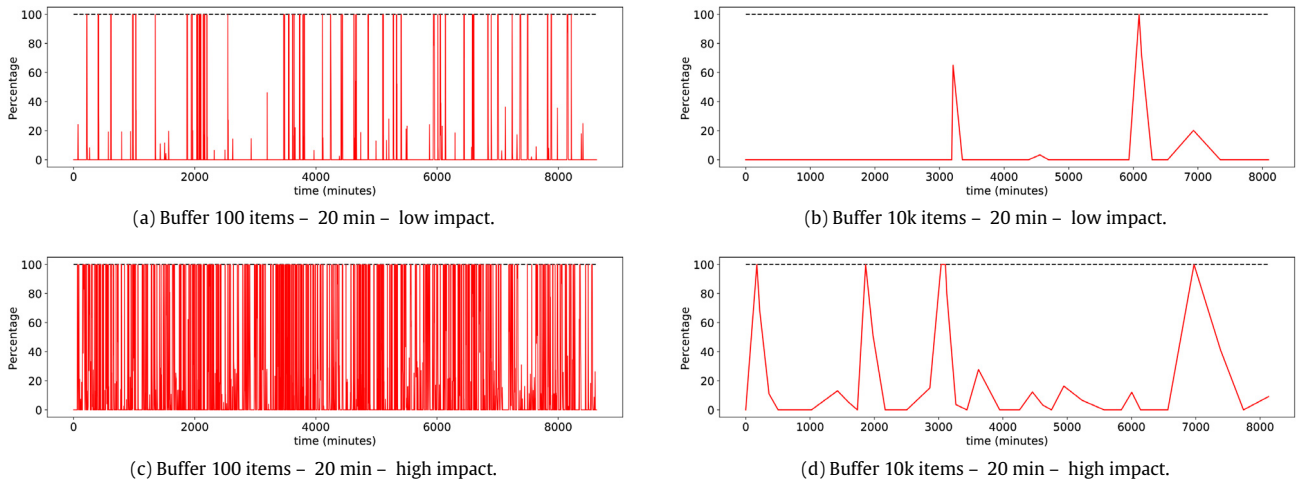 100
80
60
40
20
0
Percentage
0 2000 4000 6000 8000
time (minutes)
(a) Buffer 100 items – 20 min – low impact.
100
80
60
40
20
0
Percentage
0 1000 2000 3000 4000 5000 6000 7000 8000
time (minutes)
(b) Buffer 10k items – 20 min – low impact.
100
80
60
40
20
0
Percentage
0 2000 4000 6000 8000
time (minutes)
(c) Buffer 100 items – 20 min – high impact.
100
80
60
40
20
0
Percentage
0 1000 2000 3000 4000 5000 6000 7000 8000
time (minutes)
(d) Buffer 10k items – 20 min – high impact.